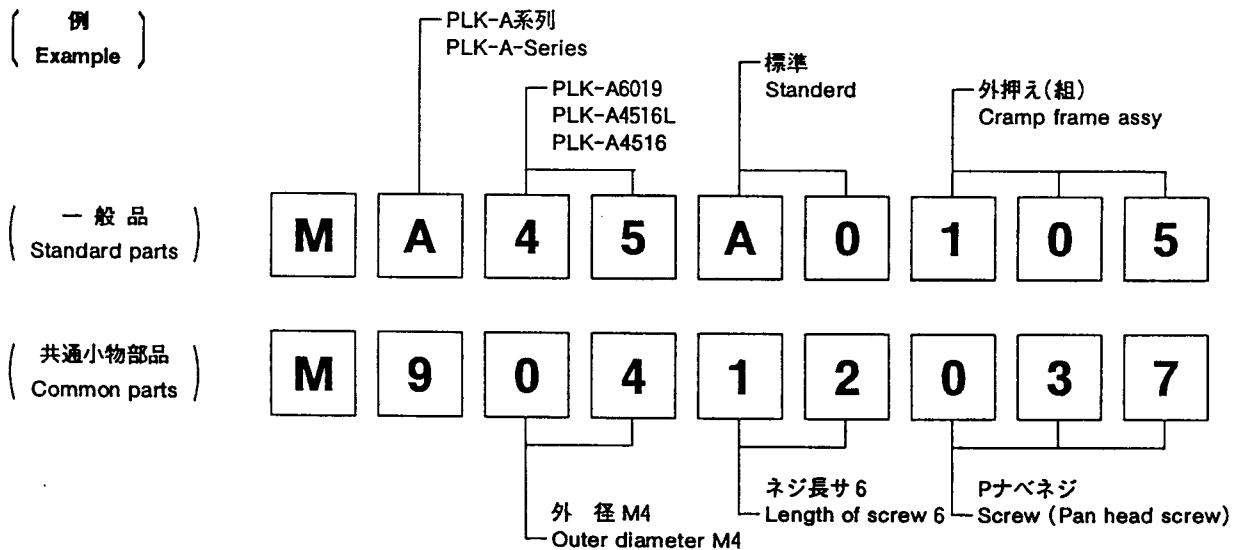 例
Example
PLK-A系列
PLK-A-Series
PLK-A6019
PLK-A4516L
PLK-A4516
標準
Standerd
外押え(組)
Cramp frame assy
一般品
Standard parts
M A 4 5 A 0 1 0 5
共通小物部品
Common parts
M 9 0 4 1 2 0 3 7
外 径 M4
Outer diameter M4
ネジ長サ 6
Length of screw 6
Pナベネジ
Screw (Pan head screw)